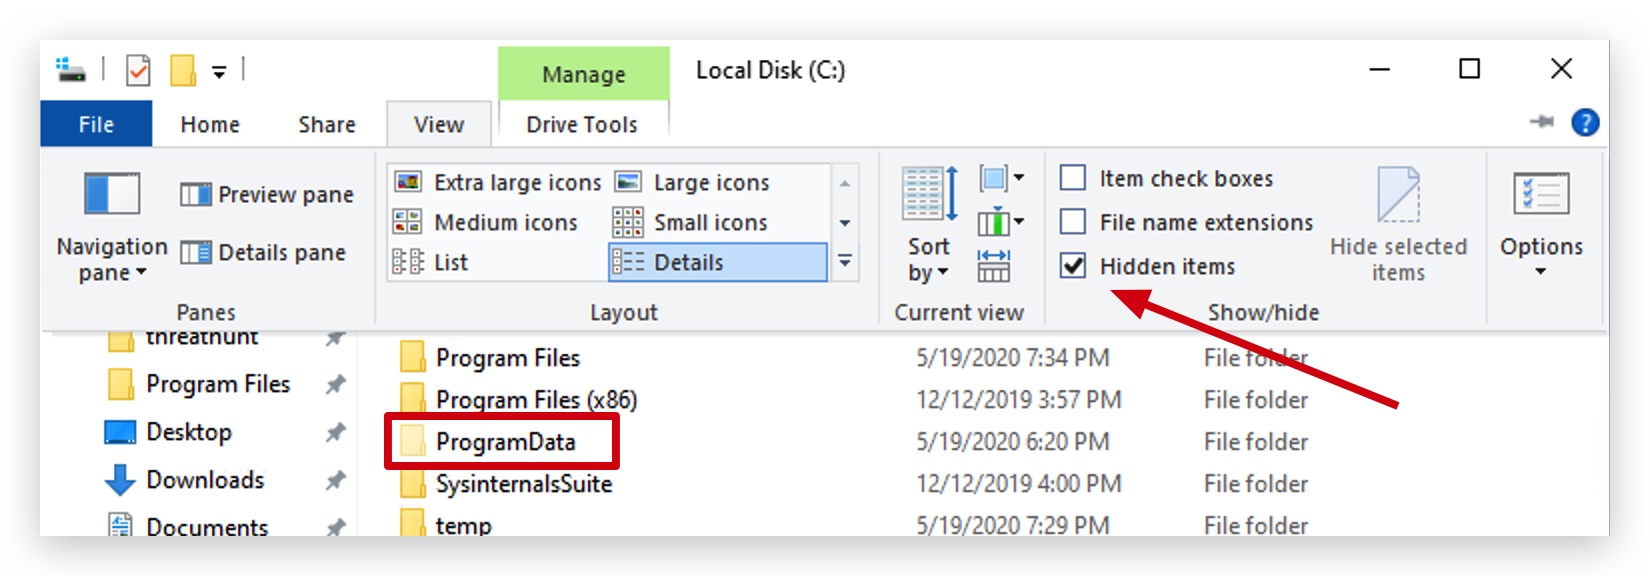 Manage
Local Disk (C:)
File
Home
Share
View
Drive Tools
?
Navigation pane
Preview pane
Details pane
Panes
Extra large icons
Large icons
Medium icons
Small icons
List
Details
Layout
Sort by
Current view
Item check boxes
File name extensions
Hidden items
Hide selected items
Show/hide
Options
threathunt
Program Files
Desktop
Downloads
Documents
Program Files 5/19/2020 7:34 PM File folder
Program Files (x86) 12/12/2019 3:57 PM File folder
ProgramData 5/19/2020 6:20 PM File folder
SysinternalsSuite 12/12/2019 4:00 PM File folder
temp 5/19/2020 7:29 PM File folder